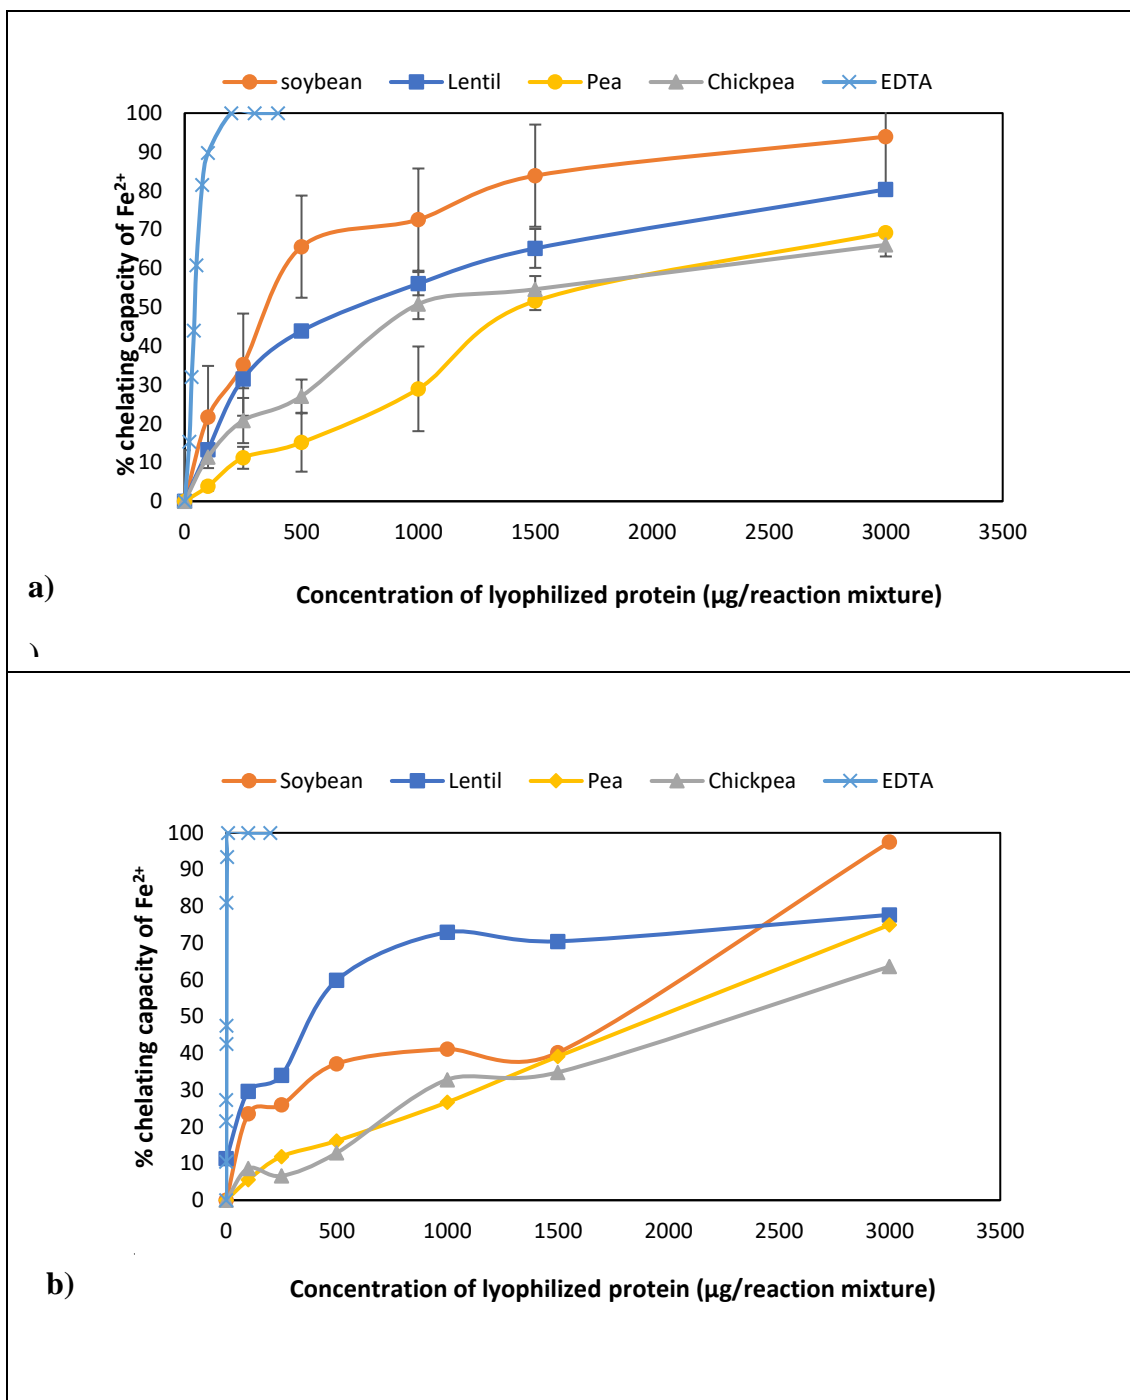 soybean Lentil Pea Chickpea EDTA
100
90
80
70
60
50
40
30
20
10
0
% chelating capacity of Fe²⁺
0 500 1000 1500 2000 2500 3000 3500
a)
Concentration of lyophilized protein (µg/reaction mixture)
)
Soybean Lentil Pea Chickpea EDTA
100
90
80
70
60
50
40
30
20
10
0
% chelating capacity of Fe²⁺
0 500 1000 1500 2000 2500 3000 3500
b)
Concentration of lyophilized protein (µg/reaction mixture)